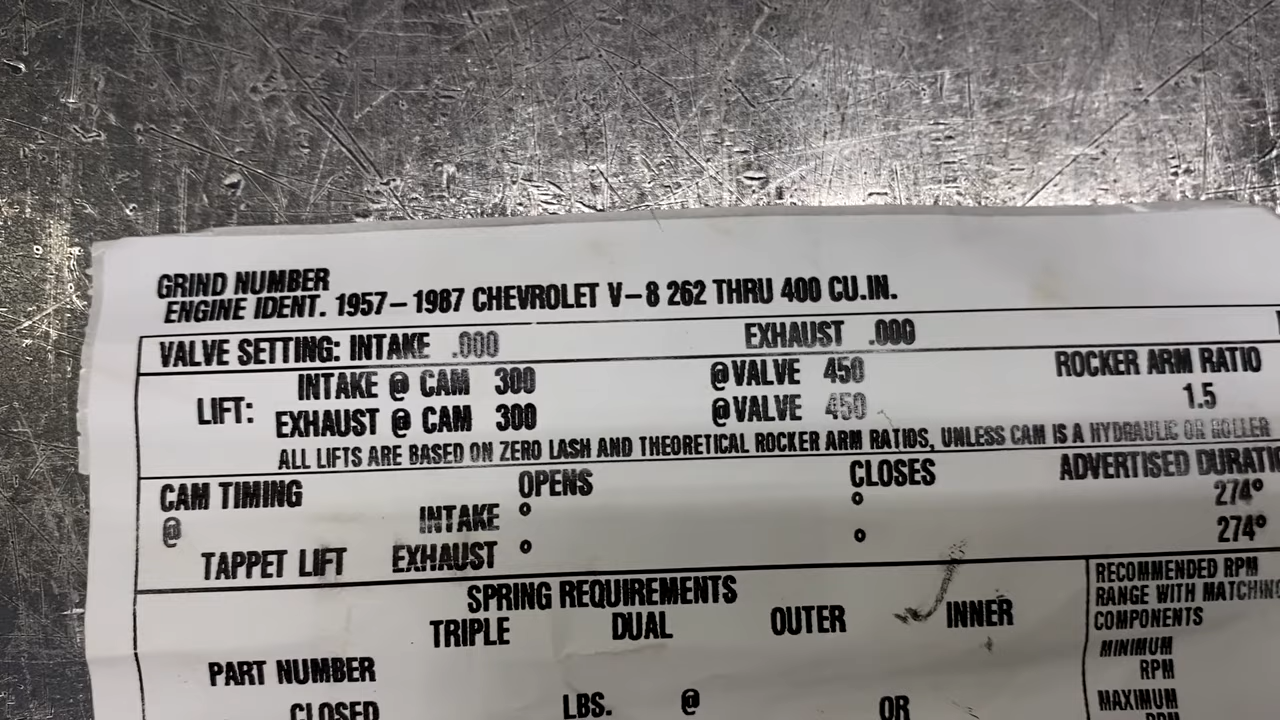 GRIND NUMBER
ENGINE IDENT. 1957-1987 CHEVROLET V-8 262 THRU 400 CU.IN.
VALVE SETTING: INTAKE .000 EXHAUST .000
LIFT: INTAKE @ CAM 300 @VALVE 450 ROCKER ARM RATIO
EXHAUST @ CAM 300 @VALVE 450 1.5
ALL LIFTS ARE BASED ON ZERO LASH AND THEORETICAL ROCKER ARM RATIOS, UNLESS CAM IS A HYDRAULIC OR ROLLER
CAM TIMING OPENS CLOSES ADVERTISED DURATI
@ INTAKE ° ° 274°
TAPPET LIFT EXHAUST ° ° 274°
SPRING REQUIREMENTS
TRIPLE DUAL OUTER INNER
PART NUMBER
CLOSED LBS. @ OR
RECOMMENDED RPM
RANGE WITH MATCHING
COMPONENTS
MINIMUM
RPM
MAXIMUM
RPM